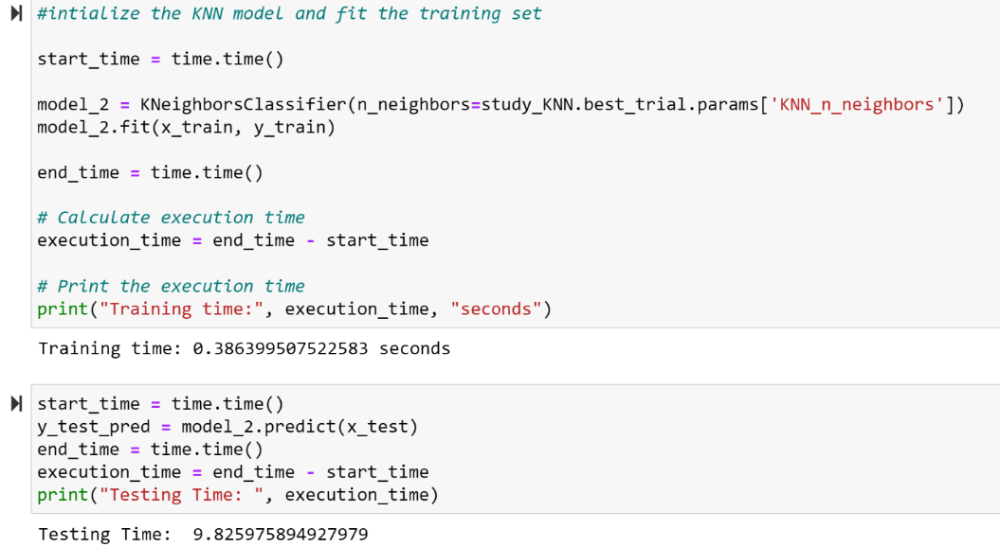 #intialize the KNN model and fit the training set
start_time = time.time()
model_2 = KNeighborsClassifier(n_neighbors=study_KNN.best_trial.params['KNN_n_neighbors'])
model_2.fit(x_train, y_train)
end_time = time.time()
# Calculate execution time
execution_time = end_time - start_time
# Print the execution time
print("Training time:", execution_time, "seconds")
Training time: 0.386399507522583 seconds
start_time = time.time()
y_test_pred = model_2.predict(x_test)
end_time = time.time()
execution_time = end_time - start_time
print("Testing Time: ", execution_time)
Testing Time:  9.825975894927979